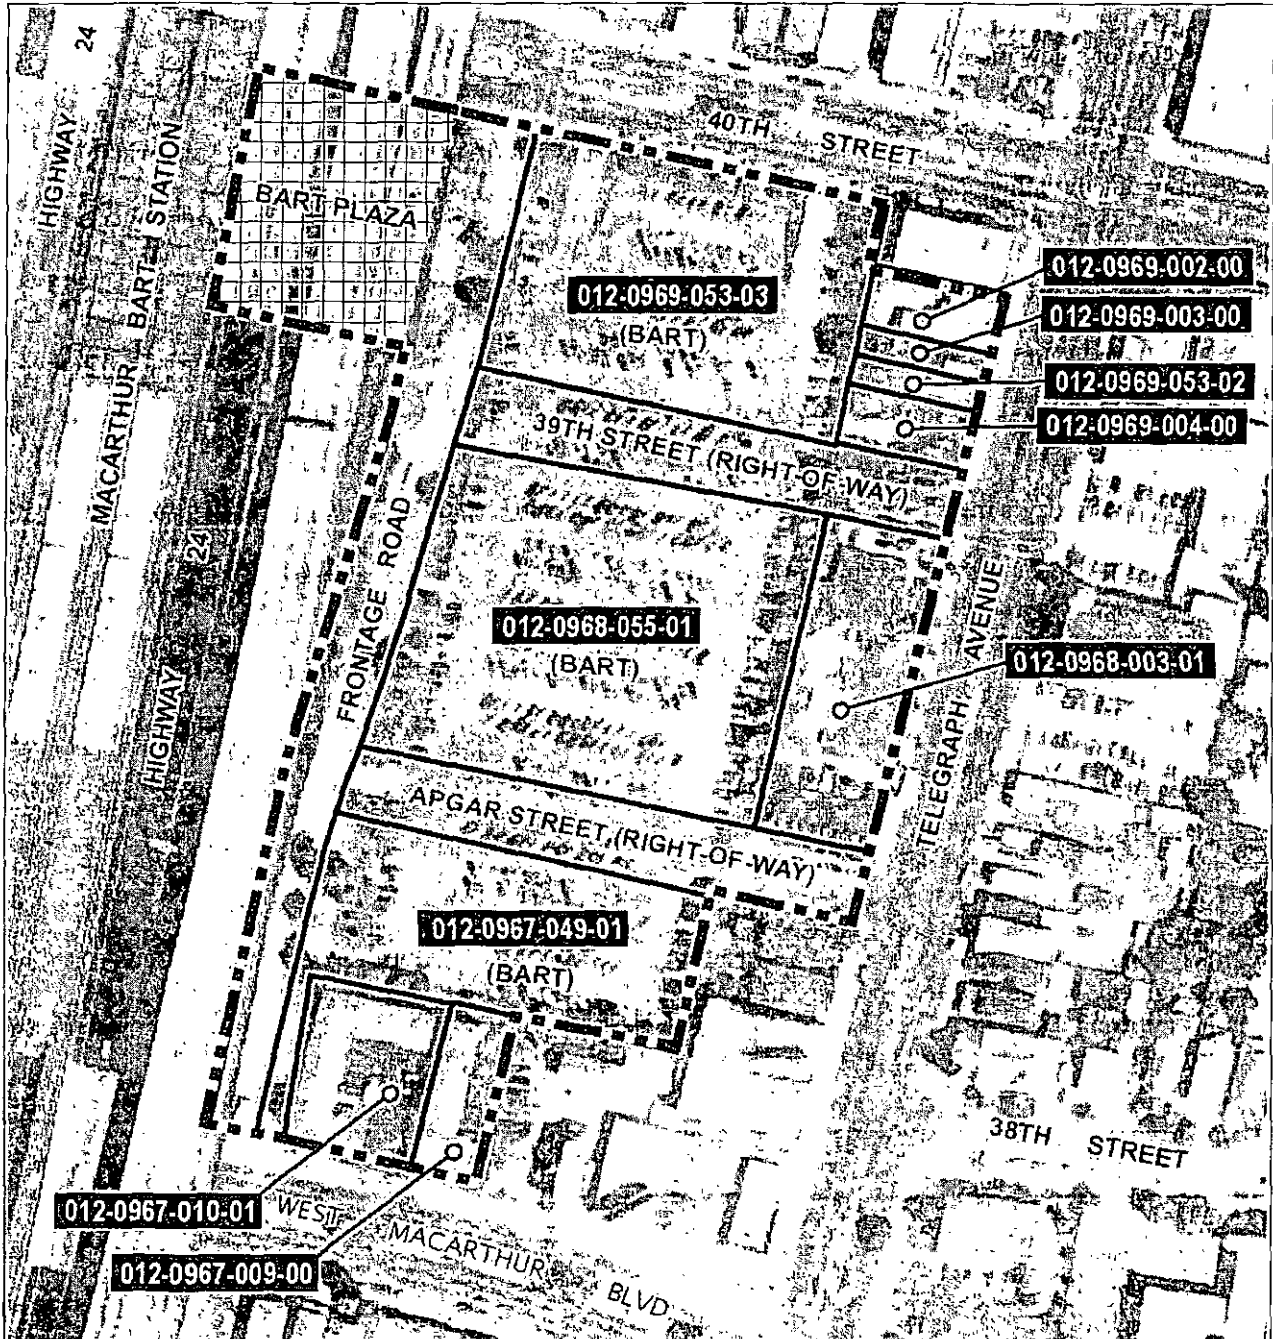 24
HIGHWAY
MACARTHUR BART STATION
BART PLAZA
40TH STREET
012-0969-002-00
012-0969-053-03
(BART)
012-0969-003-00
012-0969-053-02
012-0969-004-00
39TH STREET (RIGHT-OF-WAY)
FRONTAGE ROAD
24
HIGHWAY
012-0968-055-01
(BART)
012-0968-003-01
TELEGRAPH AVENUE
APGAR STREET (RIGHT-OF-WAY)
012-0967-049-01
(BART)
38TH STREET
012-0967-010-01
WEST MACARTHUR BLVD
012-0967-009-00